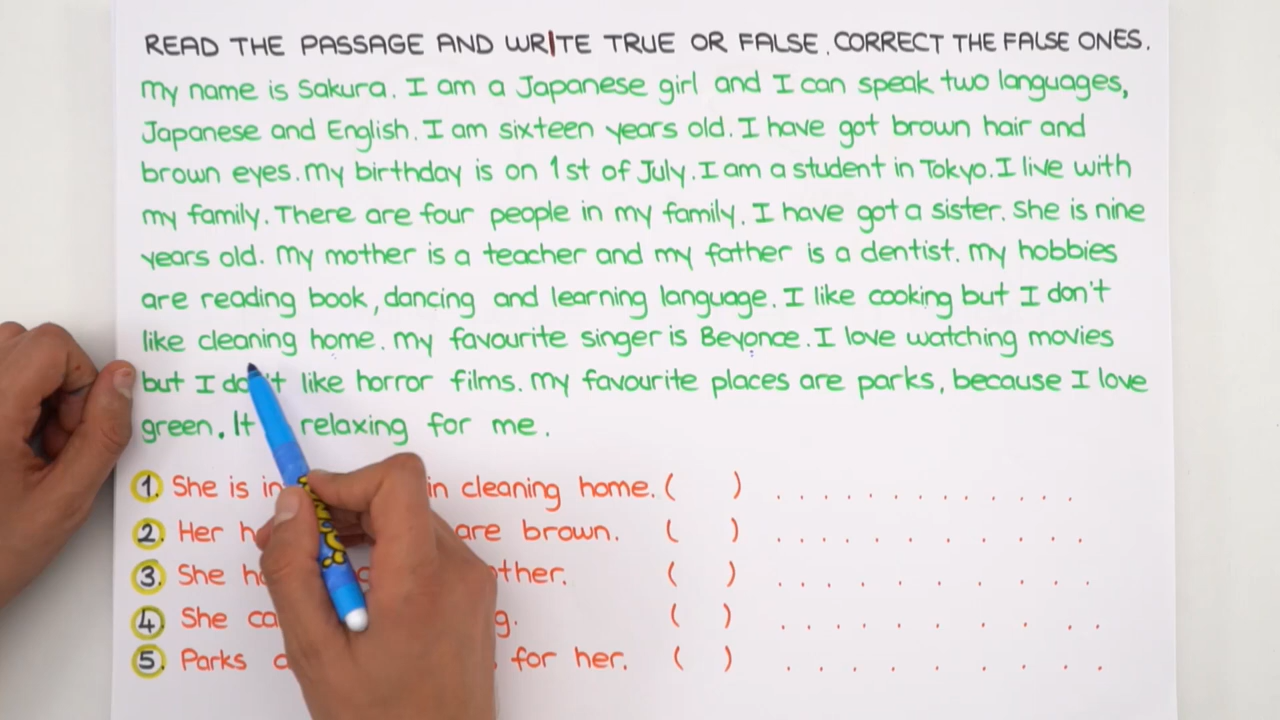 READ THE PASSAGE AND WRITE TRUE OR FALSE. CORRECT THE FALSE ONES.
My name is Sakura. I am a Japanese girl and I can speak two languages,
Japanese and English. I am sixteen years old. I have got brown hair and
brown eyes. My birthday is on 1st of July. I am a student in Tokyo. I live with
my family. There are four people in my family. I have got a sister. She is nine
years old. My mother is a teacher and my father is a dentist. My hobbies
are reading book, dancing and learning language. I like cooking but I don't
like cleaning home. My favourite singer is Beyonce. I love watching movies
but I don't like horror films. My favourite places are parks, because I love
green. It relaxing for me.
1. She is in cleaning home. ( ) . . . . . . . . . . . . .
2. Her are brown. ( ) . . . . . . . . . . .
3. She ( ) . . . . . . . . . .
4. She ( ) . . . . . . . . . .
5. Parks for her. ( ) . . . . . . . . . .